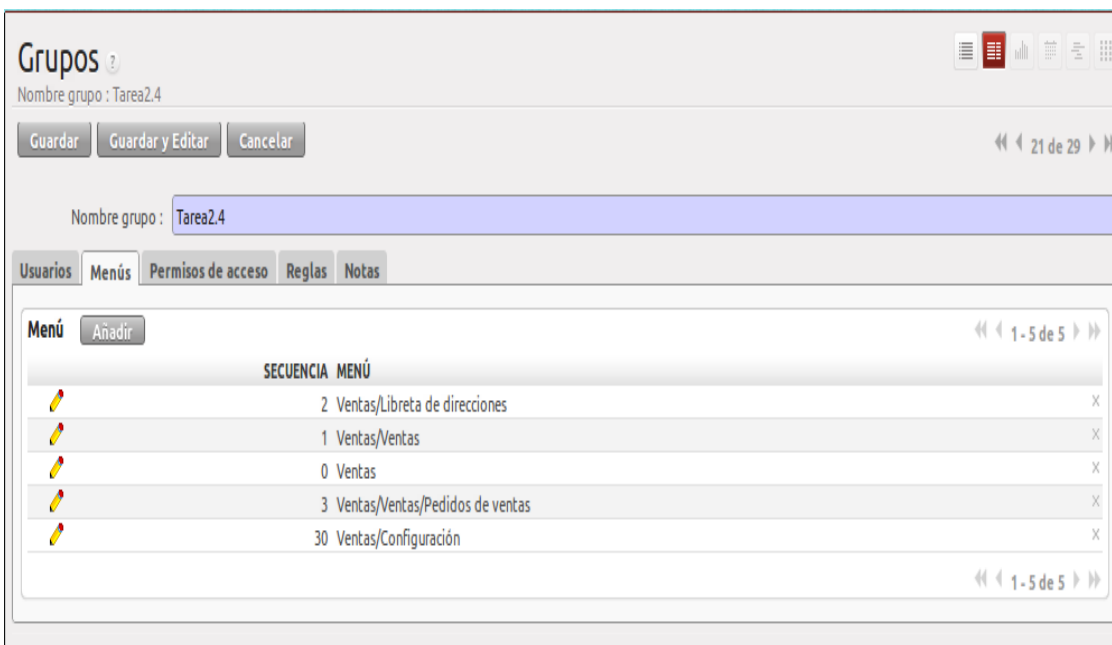 Grupos ?
Nombre grupo : Tarea2.4
Guardar Guardar y Editar Cancelar 21 de 29
Nombre grupo : Tarea2.4
Usuarios Menús Permisos de acceso Reglas Notas
Menú Añadir 1 - 5 de 5
SECUENCIA MENÚ
2 Ventas/Libreta de direcciones X
1 Ventas/Ventas X
0 Ventas X
3 Ventas/Ventas/Pedidos de ventas X
30 Ventas/Configuración X
1 - 5 de 5